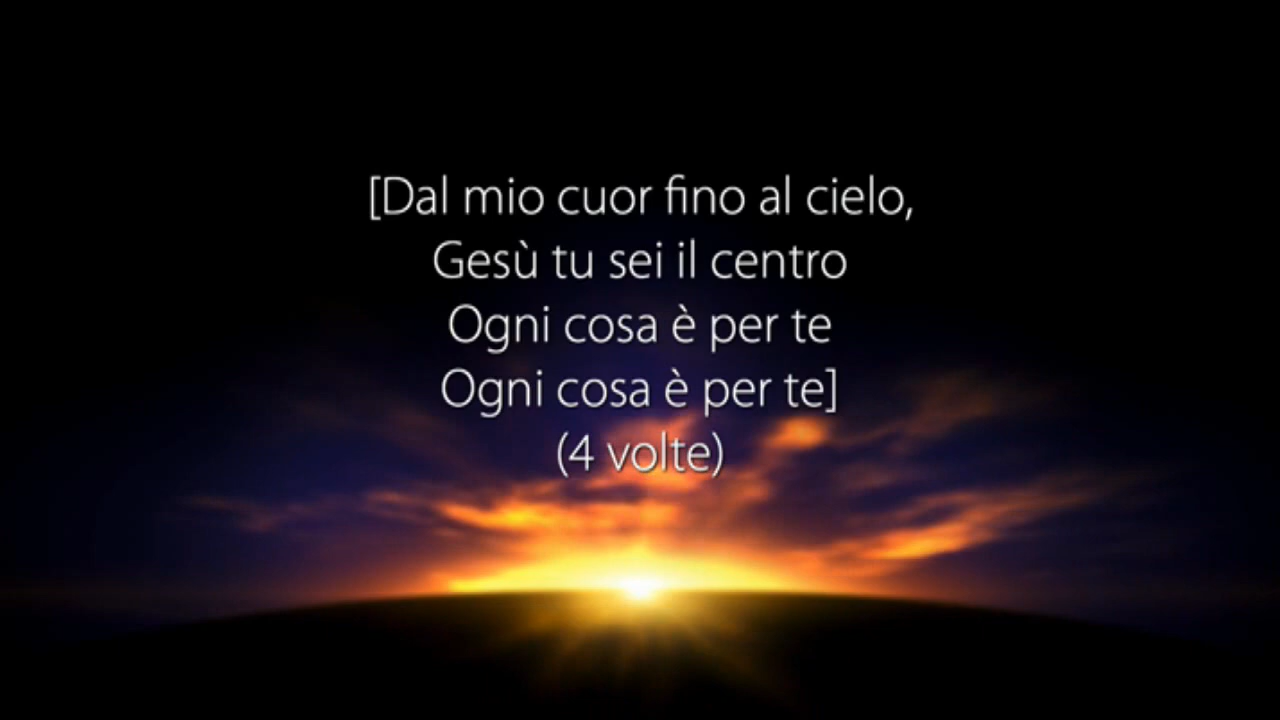 [Dal mio cuor fino al cielo,
Gesù tu sei il centro
Ogni cosa è per te
Ogni cosa è per te]
(4 volte)